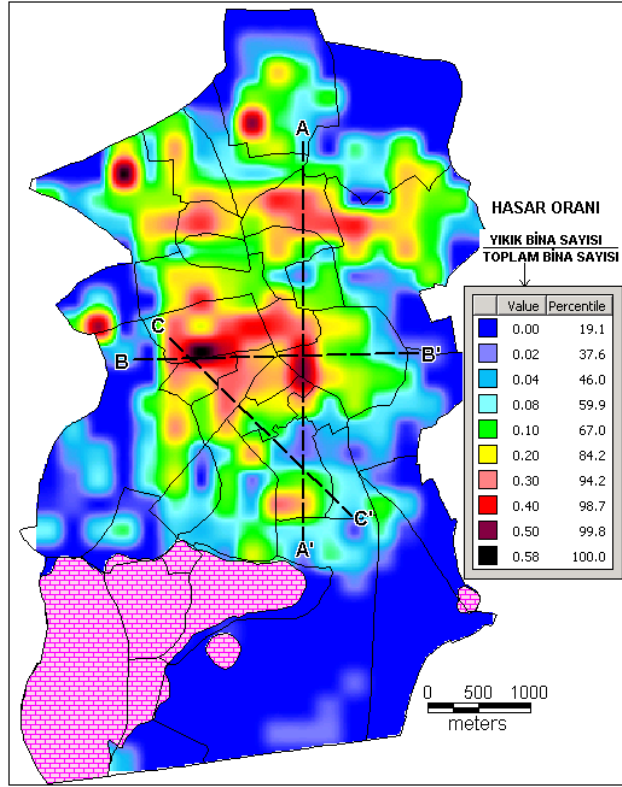 A
HASAR ORANI
YIKIK BİNA SAYISI
TOPLAM BİNA SAYISI
Value Percentile
0.00 19.1
0.02 37.6
0.04 46.0
0.08 59.9
0.10 67.0
0.20 84.2
0.30 94.2
0.40 98.7
0.50 99.8
0.58 100.0
C
B B'
C'
A'
0 500 1000
meters